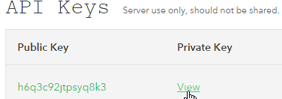 API Keys Server use only, should not be shared.
Public Key Private Key
h6q3c92jtpsyq8k3 View